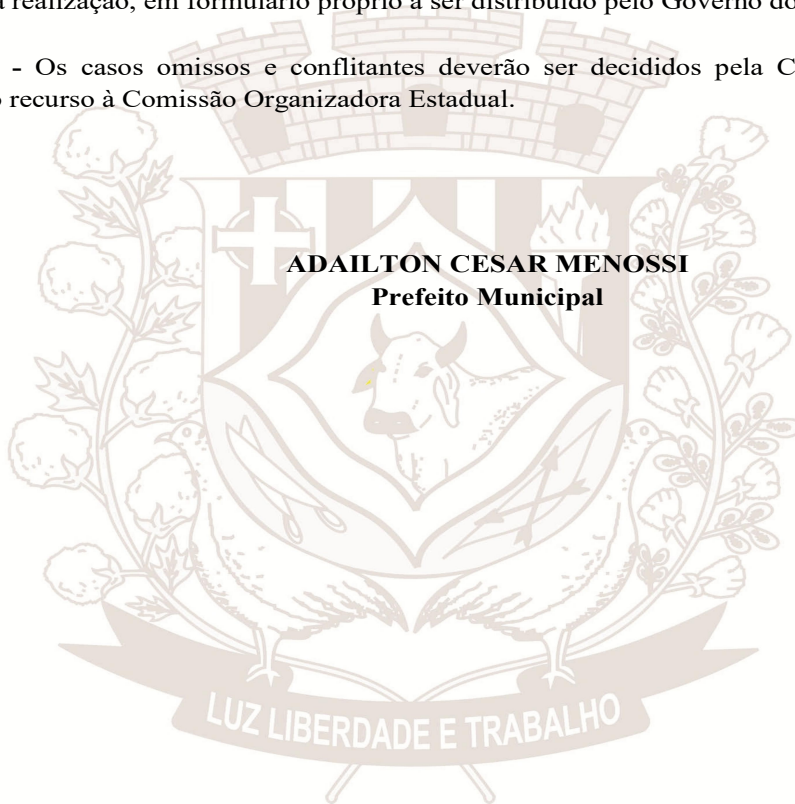 realização, em formulário próprio a ser distribuído pelo Governo do
- Os casos omissos e conflitantes deverão ser decididos pela C
recurso à Comissão Organizadora Estadual.
ADAILTON CESAR MENOSSI
Prefeito Municipal
LUZ LIBERDADE E TRABALHO